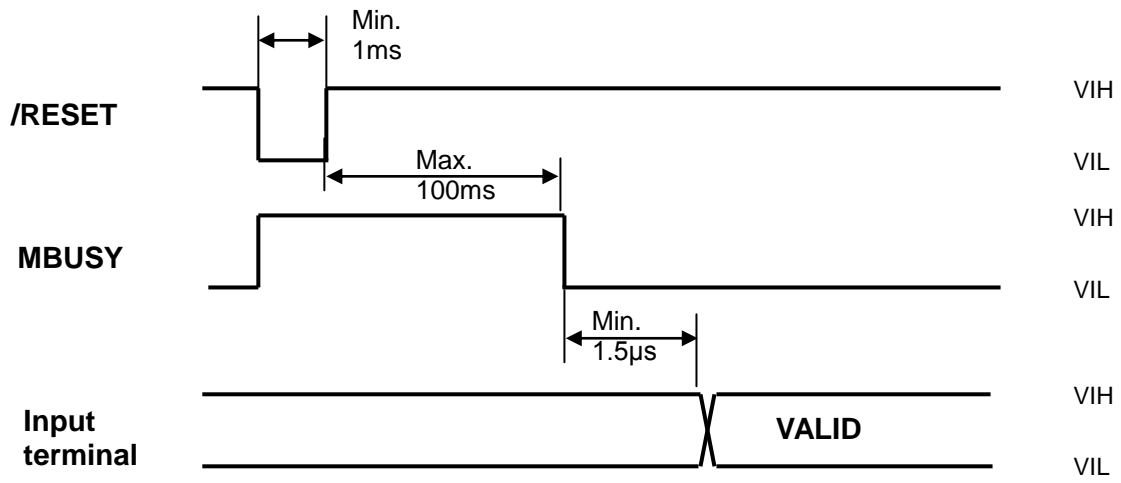 Min.
1ms
/RESET
VIH
VIL
Max.
100ms
MBUSY
VIH
VIL
Min.
1.5µs
Input
terminal
VALID
VIH
VIL